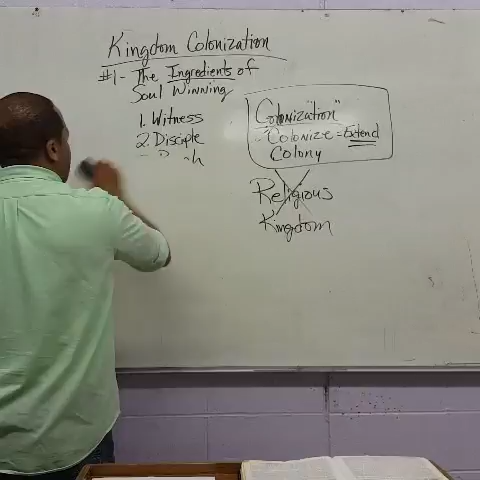 Kingdom Colonization
#1- The Ingredients of
Soul Winning
1. Witness
2. Disciple
Colonization"
Colonize = Extend
Colony
Religious
Kingdom